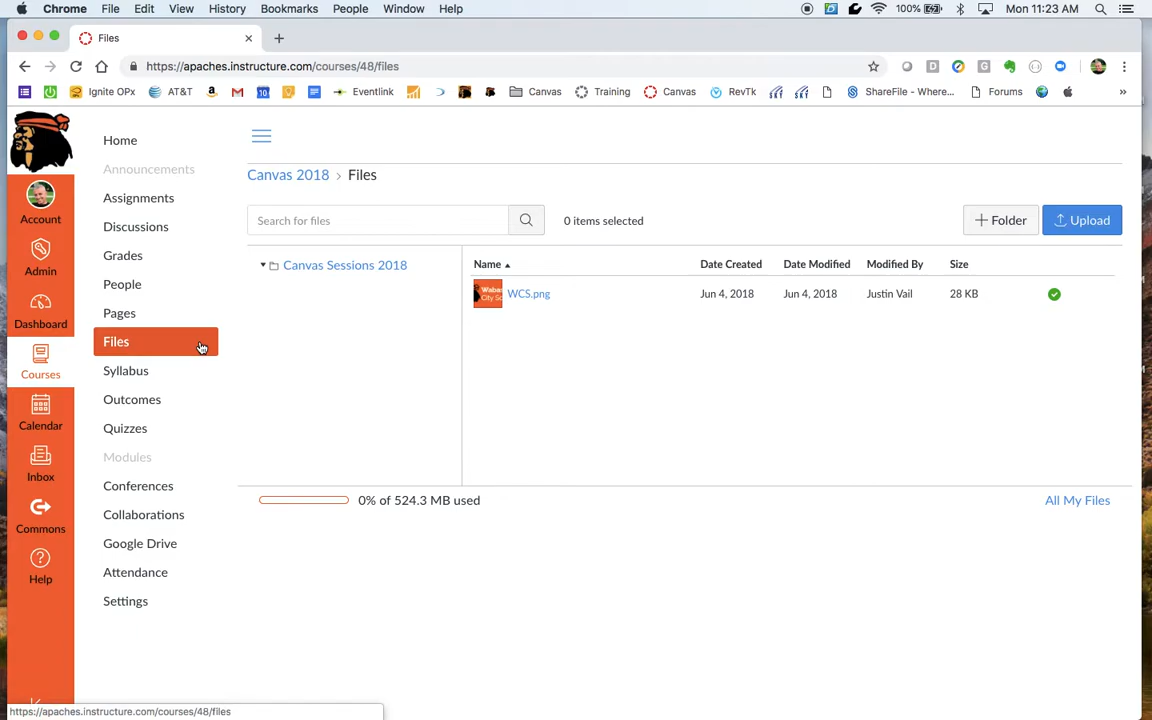 Chrome File Edit View History Bookmarks People Window Help 100% Mon 11:23 AM
Files
https://apaches.instructure.com/courses/48/files
Ignite OPx AT&T Eventlink Canvas Training Canvas RevTk ShareFile - Where... Forums »
Account
Admin
Dashboard
Courses
Calendar
Inbox
Commons
Help
Home
Announcements
Assignments
Discussions
Grades
People
Pages
Files
Syllabus
Outcomes
Quizzes
Modules
Conferences
Collaborations
Google Drive
Attendance
Settings
Canvas 2018 › Files
Search for files 0 items selected + Folder Upload
Canvas Sessions 2018
Name Date Created Date Modified Modified By Size
WCS.png Jun 4, 2018 Jun 4, 2018 Justin Vail 28 KB
0% of 524.3 MB used All My Files
https://apaches.instructure.com/courses/48/files